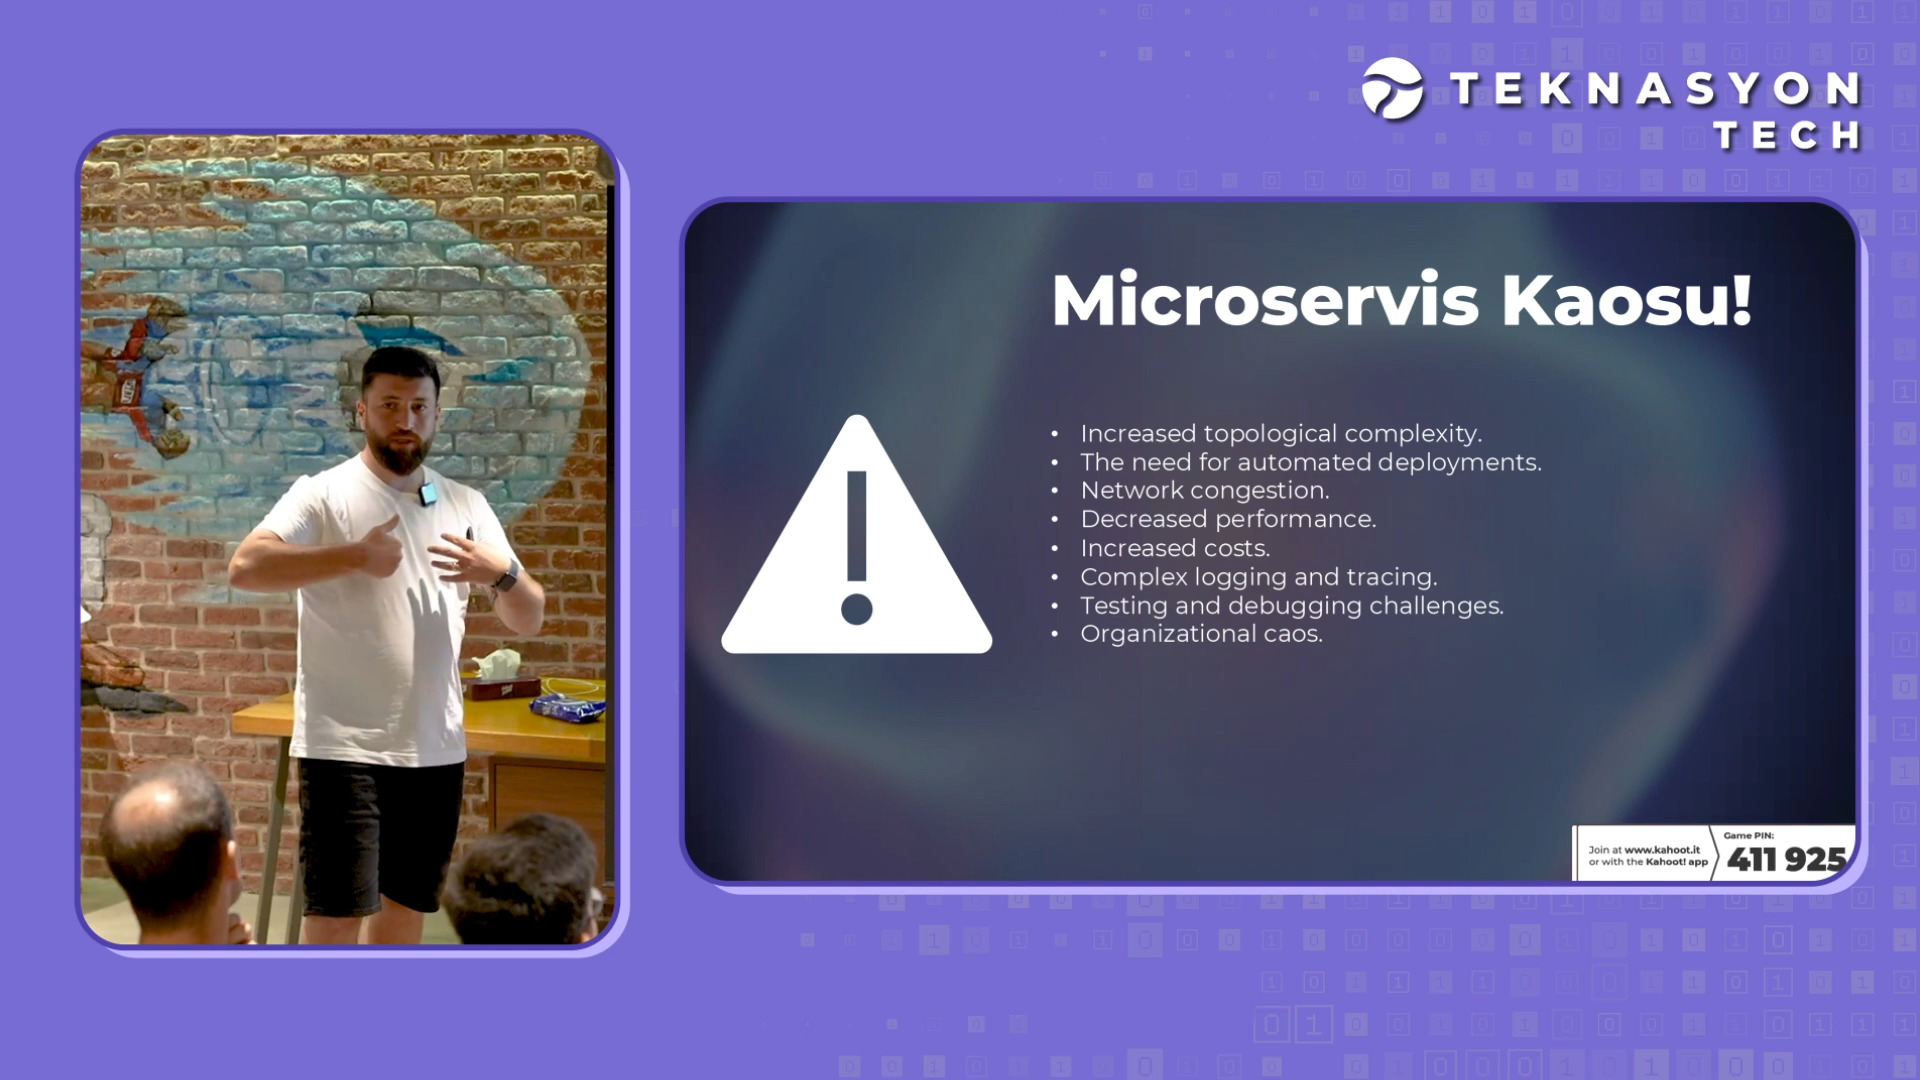 TEKNASYON
TECH
Microservis Kaosu!
• Increased topological complexity.
• The need for automated deployments.
• Network congestion.
• Decreased performance.
• Increased costs.
• Complex logging and tracing.
• Testing and debugging challenges.
• Organizational caos.
Join at www.kahoot.it
or with the Kahoot! app
Game PIN:
411 925